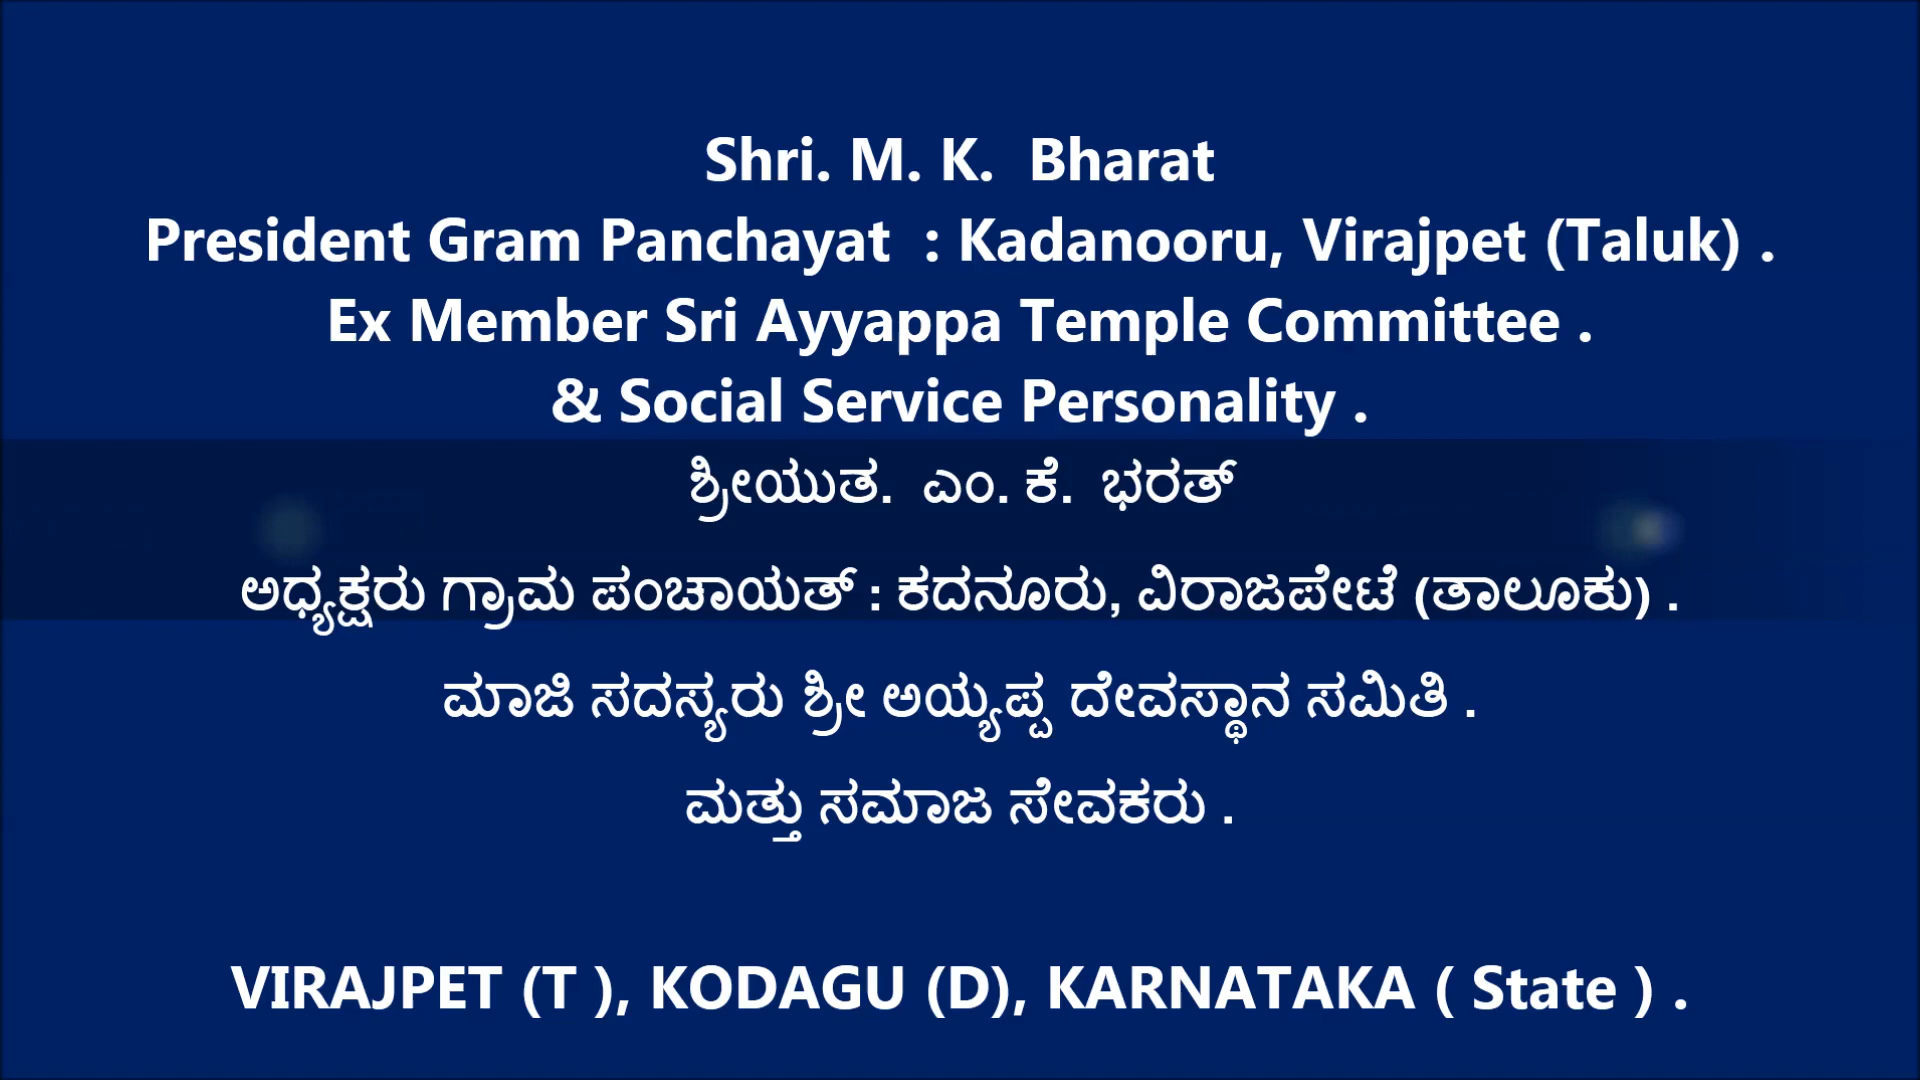 Shri. M. K.  Bharat
President Gram Panchayat  : Kadanooru, Virajpet (Taluk) .
Ex Member Sri Ayyappa Temple Committee .
& Social Service Personality .
ಶ್ರೀಯುತ.  ಎಂ. ಕೆ.  ಭರತ್
ಅಧ್ಯಕ್ಷರು ಗ್ರಾಮ ಪಂಚಾಯತ್ : ಕದನೂರು, ವಿರಾಜಪೇಟೆ (ತಾಲೂಕು) .
ಮಾಜಿ ಸದಸ್ಯರು ಶ್ರೀ ಅಯ್ಯಪ್ಪ ದೇವಸ್ಥಾನ ಸಮಿತಿ .
ಮತ್ತು ಸಮಾಜ ಸೇವಕರು .
VIRAJPET (T ), KODAGU (D), KARNATAKA ( State ) .